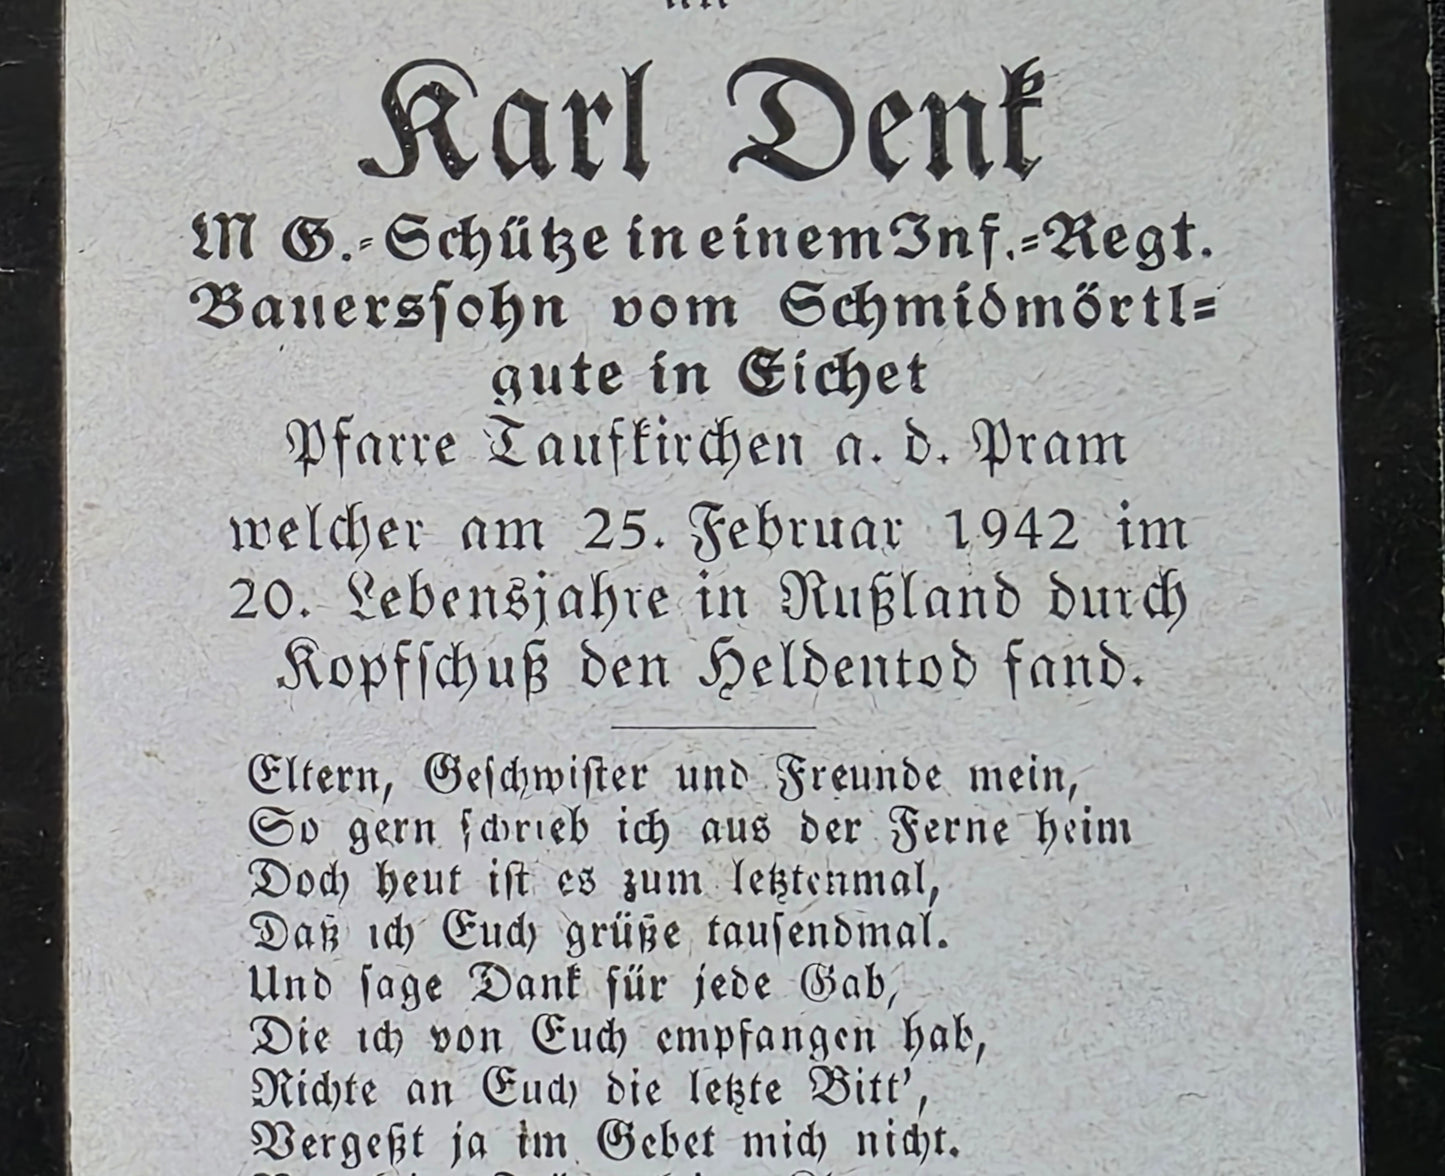 Karl Denk
M G.-Schütze in einem Inf.-Regt.
Bauerssohn vom Schmidmörtl-
gute in Eichet
Pfarre Taufkirchen a. d. Pram
welcher am 25. Februar 1942 im
20. Lebensjahre in Rußland durch
Kopfschuß den Heldentod fand.
Eltern, Geschwister und Freunde mein,
So gern schrieb ich aus der Ferne heim
Doch heut ist es zum letztenmal,
Daß ich Euch grüße tausendmal.
Und sage Dank für jede Gab,
Die ich von Euch empfangen hab,
Richte an Euch die letzte Bitt',
Vergeßt ja im Gebet mich nicht.